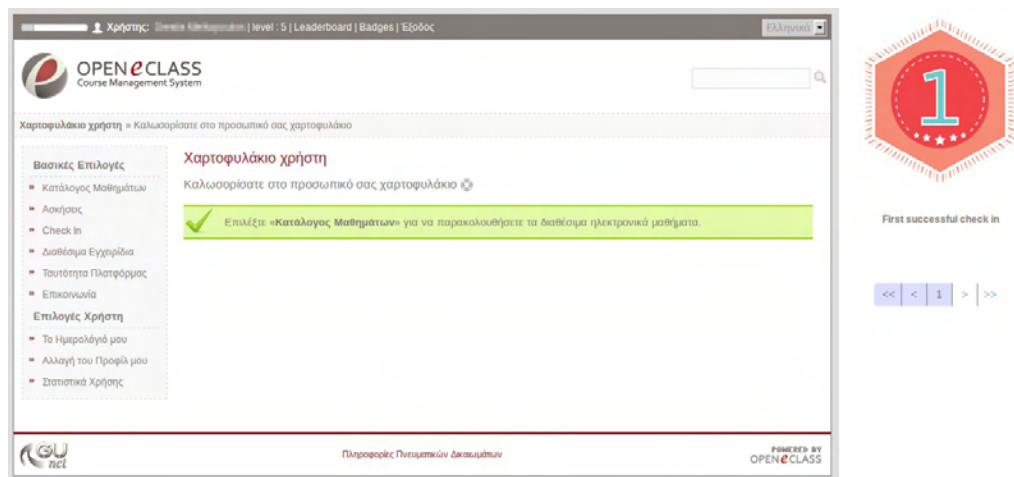 Χρήστης: | level : 5 | Leaderboard | Badges | Έξοδος
Ελληνικά
OPEN eCLASS
Course Management System
Χαρτοφυλάκιο χρήστη » Καλωσορίσατε στο προσωπικό σας χαρτοφυλάκιο
Βασικές Επιλογές
Κατάλογος Μαθημάτων
Ασκήσεις
Check In
Διαθέσιμα Εγχειρίδια
Ταυτότητα Πλατφόρμας
Επικοινωνία
Επιλογές Χρήστη
Το Ημερολόγιό μου
Αλλαγή του Προφίλ μου
Στατιστικά Χρήσης
Χαρτοφυλάκιο χρήστη
Καλωσορίσατε στο προσωπικό σας χαρτοφυλάκιο
Επιλέξτε «Κατάλογος Μαθημάτων» για να παρακολουθήσετε τα διαθέσιμα ηλεκτρονικά μαθήματα.
GUnet
Πληροφορίες Πνευματικών Δικαιωμάτων
POWERED BY
OPEN eCLASS
1
First successful check in
<< | < | 1 | > | >>